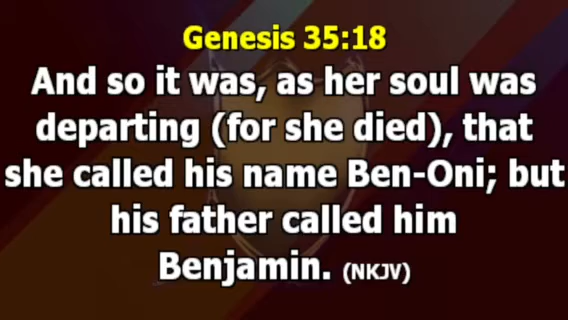 Genesis 35:18
And so it was, as her soul was
departing (for she died), that
she called his name Ben-Oni; but
his father called him
Benjamin. (NKJV)